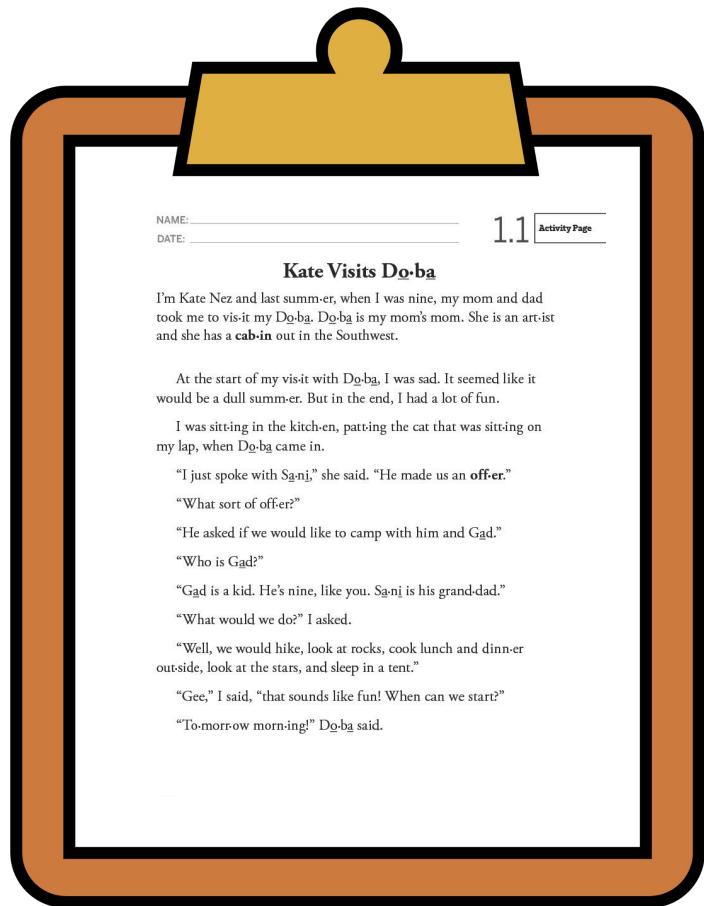 NAME:
DATE:
1.1 Activity Page
Kate Visits Do·ba
I'm Kate Nez and last summ·er, when I was nine, my mom and dad
took me to vis·it my Do·ba. Do·ba is my mom's mom. She is an art·ist
and she has a cab·in out in the Southwest.
At the start of my vis·it with Do·ba, I was sad. It seemed like it
would be a dull summ·er. But in the end, I had a lot of fun.
I was sitt·ing in the kitch·en, patt·ing the cat that was sitt·ing on
my lap, when Do·ba came in.
“I just spoke with Sa·ni,” she said. “He made us an off·er.”
“What sort of off·er?”
“He asked if we would like to camp with him and Gad.”
“Who is Gad?”
“Gad is a kid. He's nine, like you. Sa·ni is his grand·dad.”
“What would we do?” I asked.
“Well, we would hike, look at rocks, cook lunch and dinn·er
out·side, look at the stars, and sleep in a tent.”
“Gee,” I said, “that sounds like fun! When can we start?”
“To·morr·ow morn·ing!” Do·ba said.